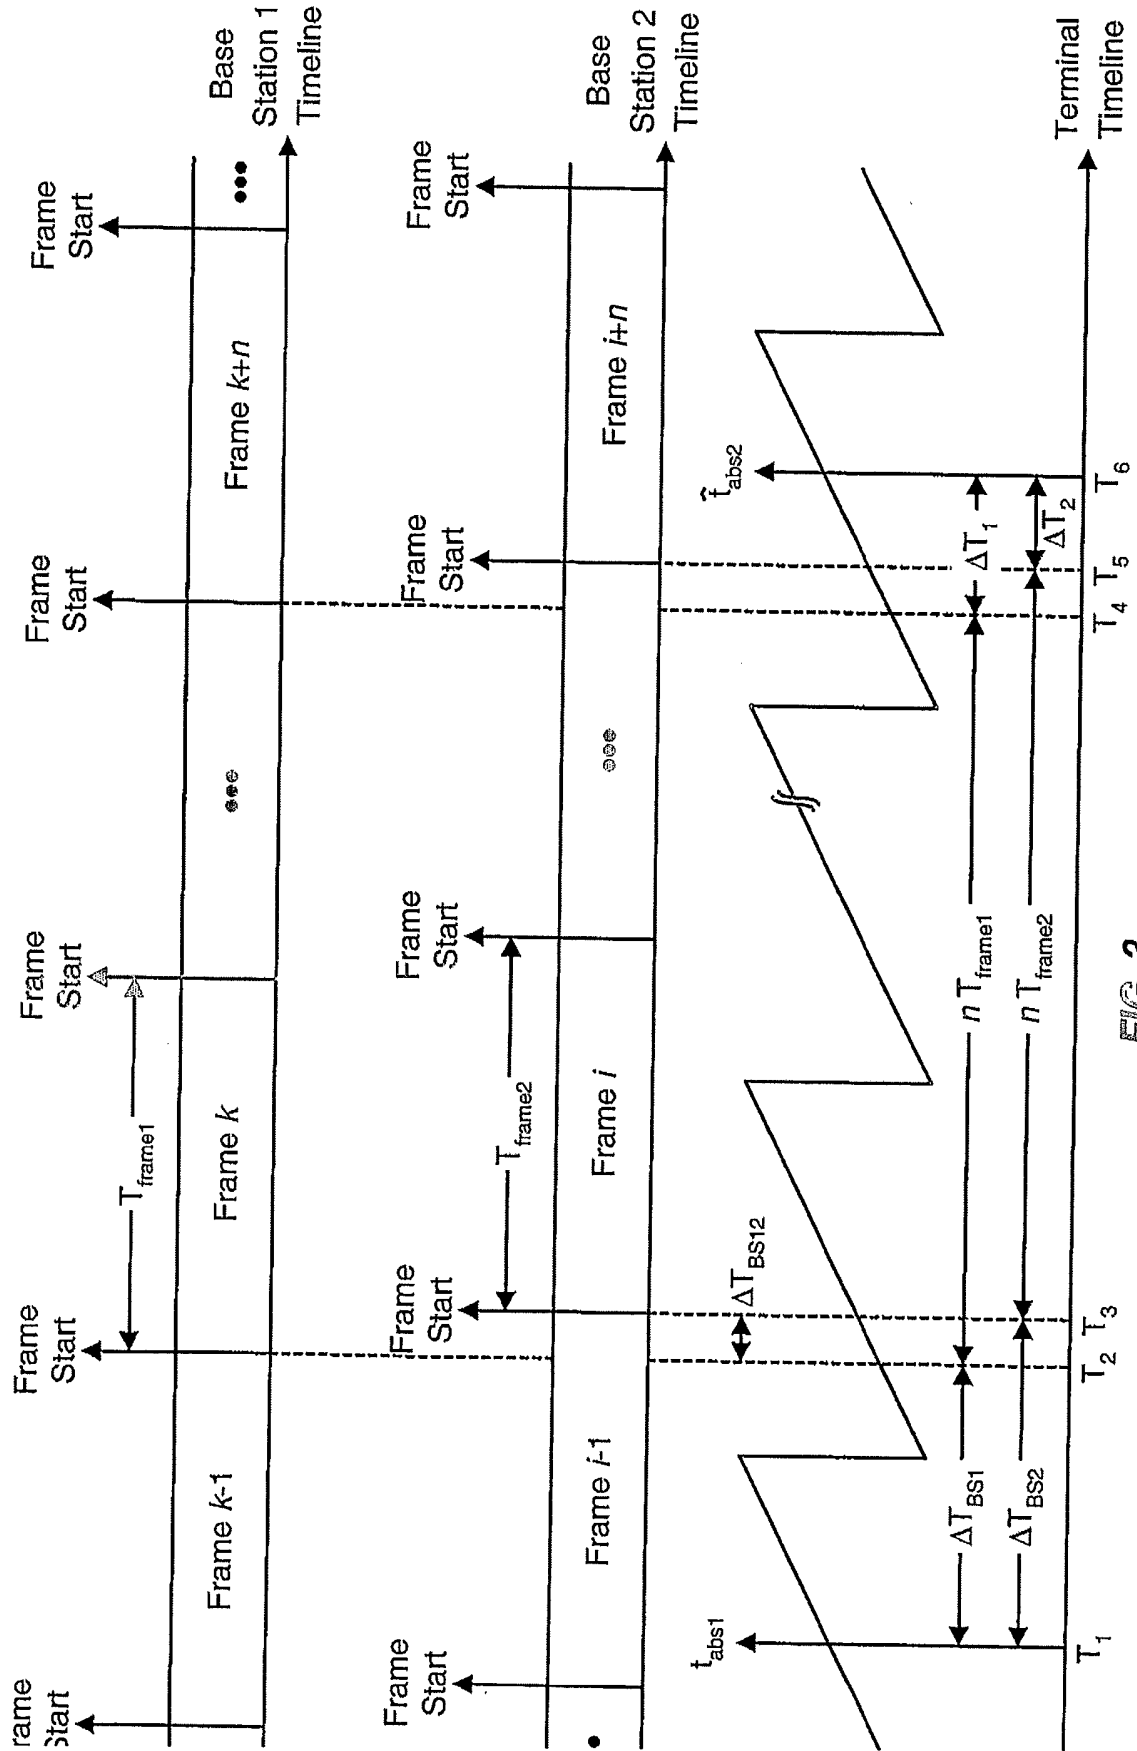 rame
Start
Frame
Start
Frame
Start
Frame
Start
Frame
Start
T_frame1
Frame k-1
Frame k
•••
Frame k+n
•••
Base
Station 1
Timeline
Frame
Start
Frame
Start
Frame
Start
Frame
Start
Frame
Start
T_frame2
Frame i-1
Frame i
•••
Frame i+n
Base
Station 2
Timeline
t_abs1
ΔT_BS12
t̂_abs2
ΔT_BS1
n T_frame1
ΔT_1
ΔT_BS2
n T_frame2
ΔT_2
T_1
T_2
T_3
T_4
T_5
T_6
Terminal
Timeline